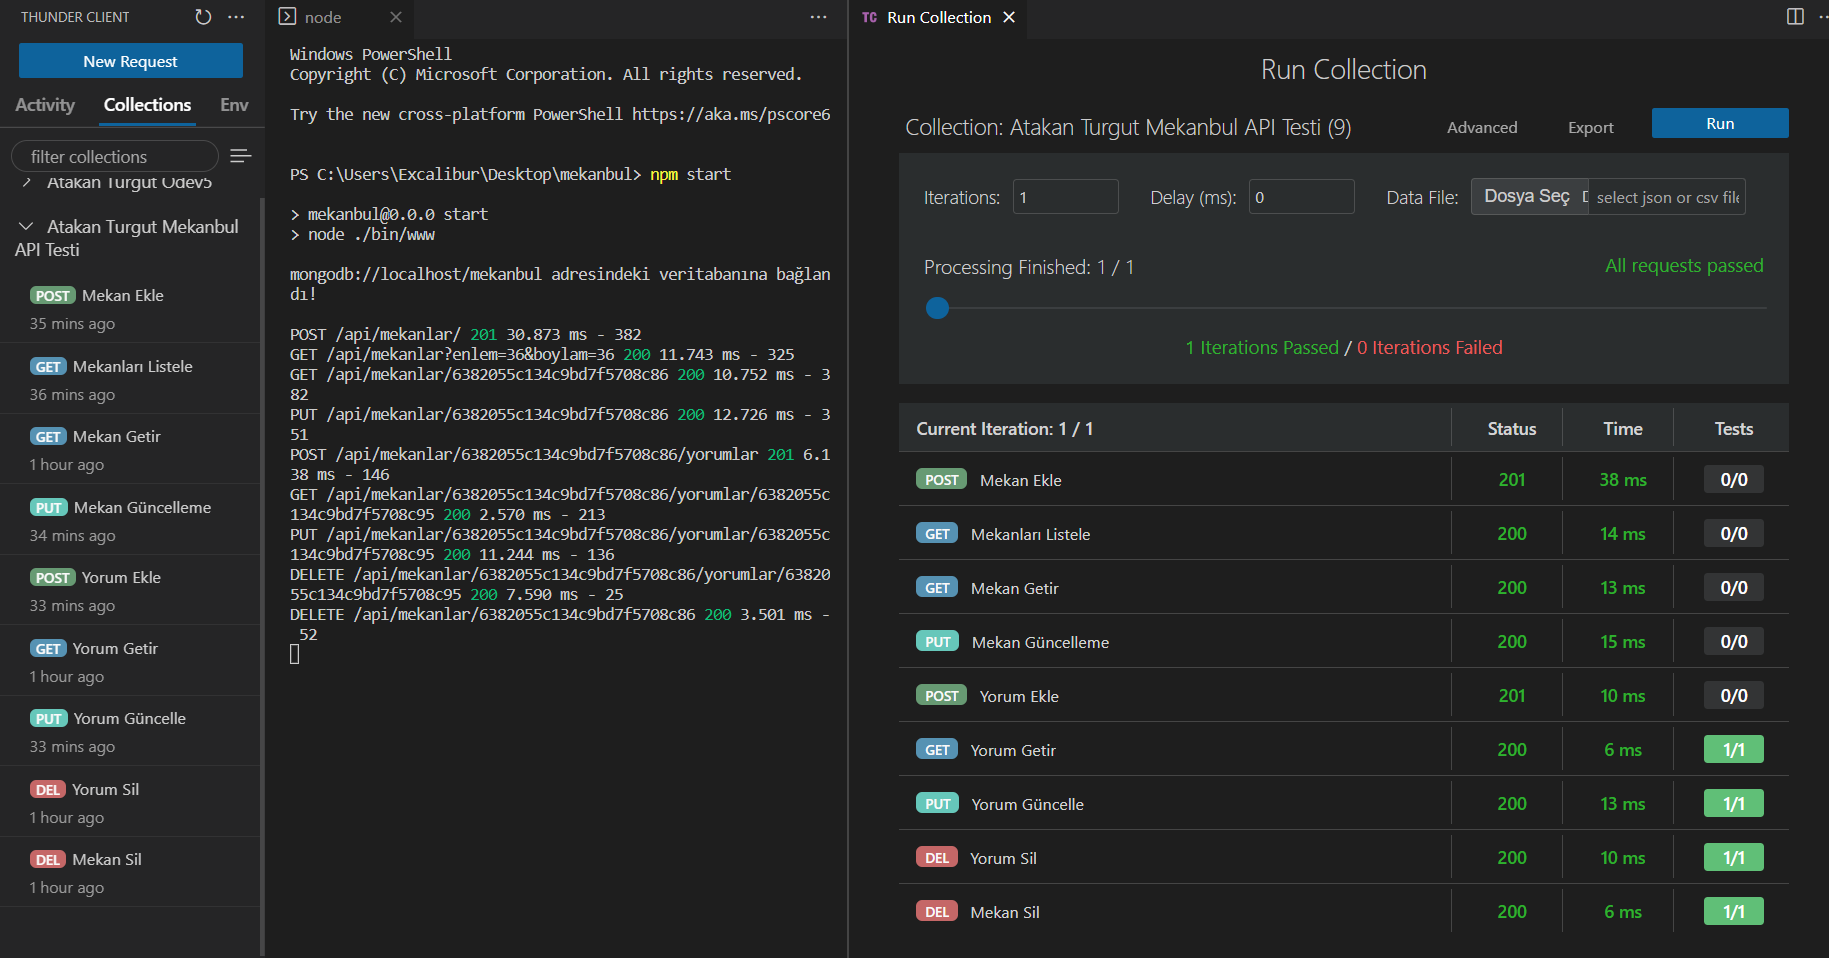 THUNDER CLIENT
New Request
Activity Collections Env
filter collections
Atakan Turgut Odev5
Atakan Turgut Mekanbul
API Testi
POST Mekan Ekle
35 mins ago
GET Mekanları Listele
36 mins ago
GET Mekan Getir
1 hour ago
PUT Mekan Güncelleme
34 mins ago
POST Yorum Ekle
33 mins ago
GET Yorum Getir
1 hour ago
PUT Yorum Güncelle
33 mins ago
DEL Yorum Sil
1 hour ago
DEL Mekan Sil
1 hour ago
node
Windows PowerShell
Copyright (C) Microsoft Corporation. All rights reserved.
Try the new cross-platform PowerShell https://aka.ms/pscore6
PS C:\Users\Excalibur\Desktop\mekanbul> npm start
> mekanbul@0.0.0 start
> node ./bin/www
mongodb://localhost/mekanbul adresindeki veritabanına bağlan
dı!
POST /api/mekanlar/ 201 30.873 ms - 382
GET /api/mekanlar?enlem=36&boylam=36 200 11.743 ms - 325
GET /api/mekanlar/6382055c134c9bd7f5708c86 200 10.752 ms - 3
82
PUT /api/mekanlar/6382055c134c9bd7f5708c86 200 12.726 ms - 3
51
POST /api/mekanlar/6382055c134c9bd7f5708c86/yorumlar 201 6.1
38 ms - 146
GET /api/mekanlar/6382055c134c9bd7f5708c86/yorumlar/6382055c
134c9bd7f5708c95 200 2.570 ms - 213
PUT /api/mekanlar/6382055c134c9bd7f5708c86/yorumlar/6382055c
134c9bd7f5708c95 200 11.244 ms - 136
DELETE /api/mekanlar/6382055c134c9bd7f5708c86/yorumlar/63820
55c134c9bd7f5708c95 200 7.590 ms - 25
DELETE /api/mekanlar/6382055c134c9bd7f5708c86 200 3.501 ms -
52
TC Run Collection
Run Collection
Collection: Atakan Turgut Mekanbul API Testi (9) Advanced Export Run
Iterations: 1 Delay (ms): 0 Data File: Dosya Seç D select json or csv file
Processing Finished: 1 / 1 All requests passed
1 Iterations Passed / 0 Iterations Failed
Current Iteration: 1 / 1 Status Time Tests
POST Mekan Ekle 201 38 ms 0/0
GET Mekanları Listele 200 14 ms 0/0
GET Mekan Getir 200 13 ms 0/0
PUT Mekan Güncelleme 200 15 ms 0/0
POST Yorum Ekle 201 10 ms 0/0
GET Yorum Getir 200 6 ms 1/1
PUT Yorum Güncelle 200 13 ms 1/1
DEL Yorum Sil 200 10 ms 1/1
DEL Mekan Sil 200 6 ms 1/1